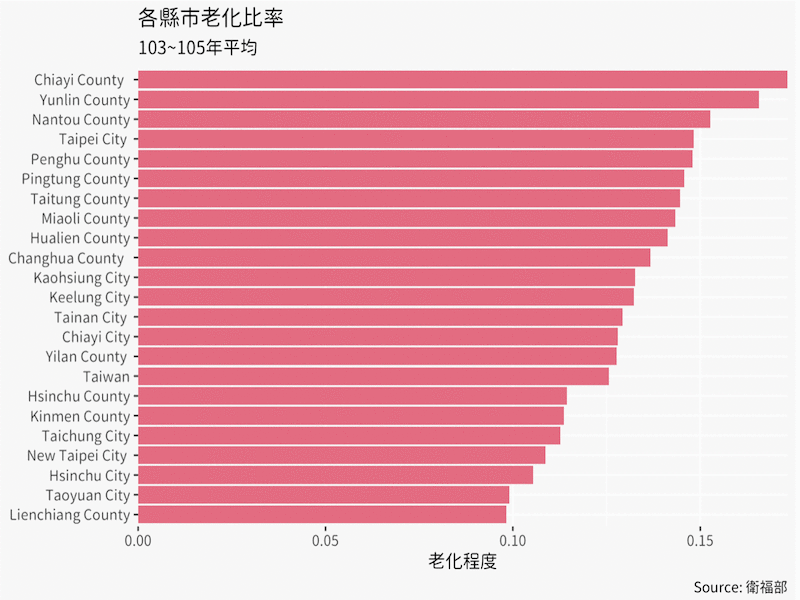 各縣市老化比率
103~105年平均
Chiayi County
Yunlin County
Nantou County
Taipei City
Penghu County
Pingtung County
Taitung County
Miaoli County
Hualien County
Changhua County
Kaohsiung City
Keelung City
Tainan City
Chiayi City
Yilan County
Taiwan
Hsinchu County
Kinmen County
Taichung City
New Taipei City
Hsinchu City
Taoyuan City
Lienchiang County
0.00 0.05 0.10 0.15
老化程度
Source: 衛福部